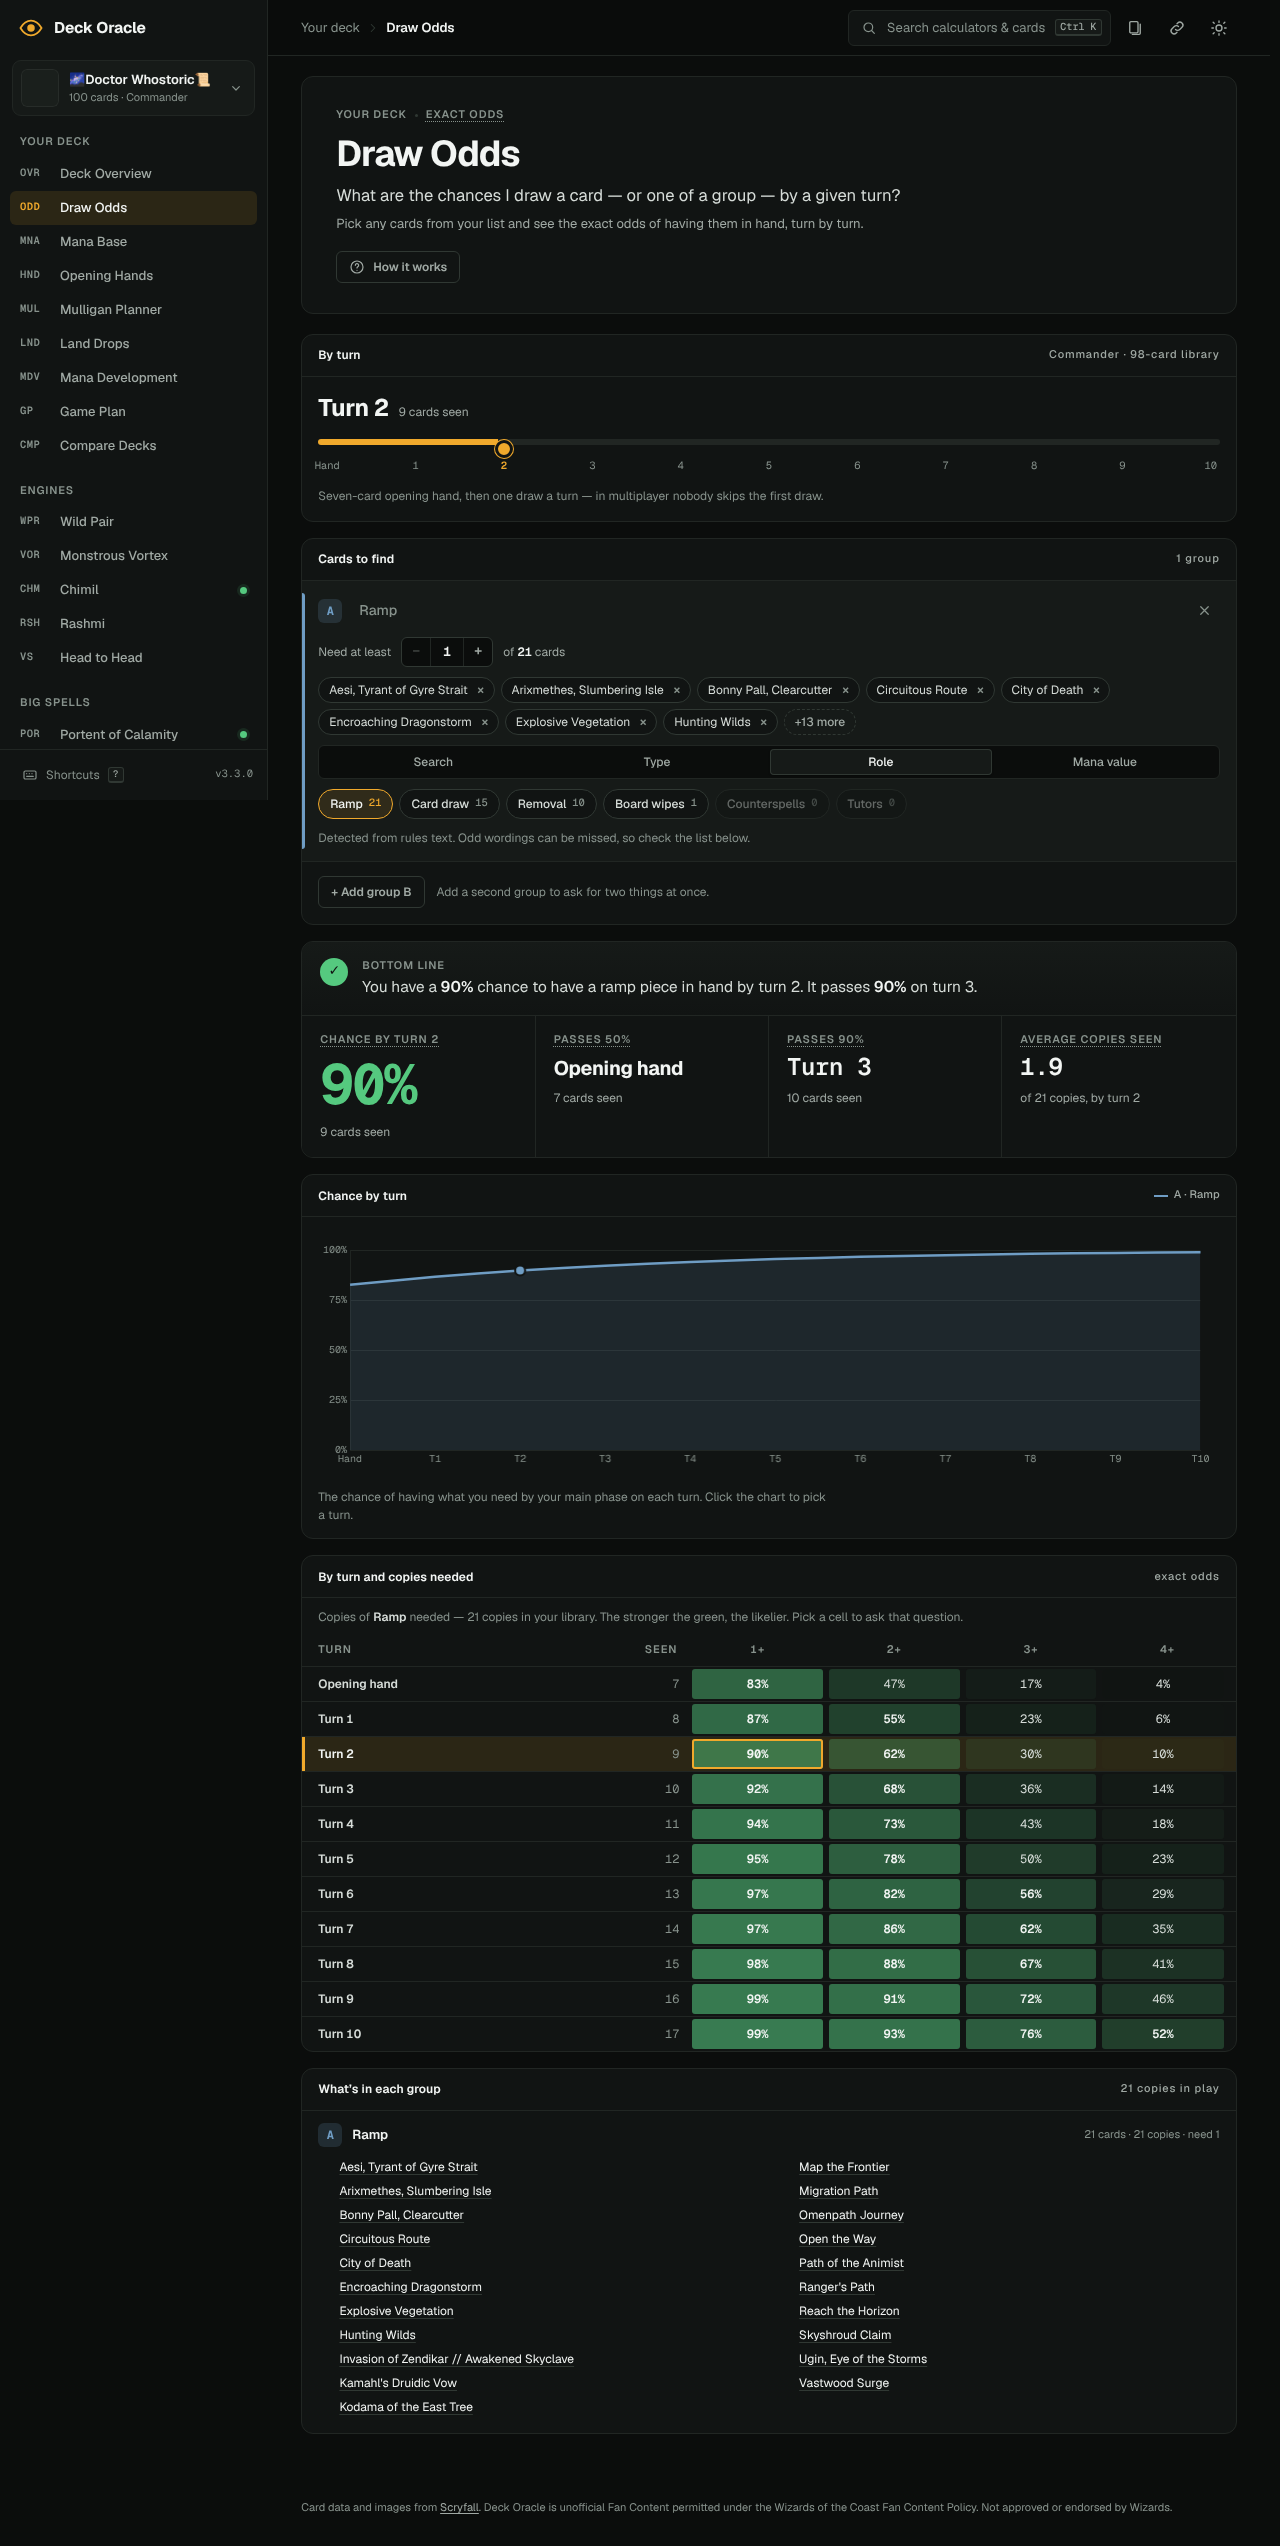 Deck Oracle
🌌Doctor Whostoric📜
100 cards · Commander
YOUR DECK
OVR Deck Overview
ODD Draw Odds
MNA Mana Base
HND Opening Hands
MUL Mulligan Planner
LND Land Drops
MDV Mana Development
GP Game Plan
CMP Compare Decks
ENGINES
WPR Wild Pair
VOR Monstrous Vortex
CHM Chimil
RSH Rashmi
VS Head to Head
BIG SPELLS
POR Portent of Calamity
Shortcuts ? v3.3.0
Your deck > Draw Odds
Search calculators & cards Ctrl K
YOUR DECK • EXACT ODDS
Draw Odds
What are the chances I draw a card — or one of a group — by a given turn?
Pick any cards from your list and see the exact odds of having them in hand, turn by turn.
How it works
By turn Commander · 98-card library
Turn 2 9 cards seen
Hand 1 2 3 4 5 6 7 8 9 10
Seven-card opening hand, then one draw a turn — in multiplayer nobody skips the first draw.
Cards to find 1 group
A Ramp ×
Need at least − 1 + of 21 cards
Aesi, Tyrant of Gyre Strait × Arixmethes, Slumbering Isle × Bonny Pall, Clearcutter × Circuitous Route × City of Death ×
Encroaching Dragonstorm × Explosive Vegetation × Hunting Wilds × +13 more
Search Type Role Mana value
Ramp 21 Card draw 15 Removal 10 Board wipes 1 Counterspells 0 Tutors 0
Detected from rules text. Odd wordings can be missed, so check the list below.
+ Add group B Add a second group to ask for two things at once.
✓ BOTTOM LINE
You have a 90% chance to have a ramp piece in hand by turn 2. It passes 90% on turn 3.
CHANCE BY TURN 2 PASSES 50% PASSES 90% AVERAGE COPIES SEEN
90% Opening hand Turn 3 1.9
9 cards seen 7 cards seen 10 cards seen of 21 copies, by turn 2
Chance by turn A · Ramp
100%
75%
50%
25%
0%
Hand T1 T2 T3 T4 T5 T6 T7 T8 T9 T10
The chance of having what you need by your main phase on each turn. Click the chart to pick
a turn.
By turn and copies needed exact odds
Copies of Ramp needed — 21 copies in your library. The stronger the green, the likelier. Pick a cell to ask that question.
TURN SEEN 1+ 2+ 3+ 4+
Opening hand 7 83% 47% 17% 4%
Turn 1 8 87% 55% 23% 6%
Turn 2 9 90% 62% 30% 10%
Turn 3 10 92% 68% 36% 14%
Turn 4 11 94% 73% 43% 18%
Turn 5 12 95% 78% 50% 23%
Turn 6 13 97% 82% 56% 29%
Turn 7 14 97% 86% 62% 35%
Turn 8 15 98% 88% 67% 41%
Turn 9 16 99% 91% 72% 46%
Turn 10 17 99% 93% 76% 52%
What's in each group 21 copies in play
A Ramp 21 cards · 21 copies · need 1
Aesi, Tyrant of Gyre Strait
Arixmethes, Slumbering Isle
Bonny Pall, Clearcutter
Circuitous Route
City of Death
Encroaching Dragonstorm
Explosive Vegetation
Hunting Wilds
Invasion of Zendikar // Awakened Skyclave
Kamahl's Druidic Vow
Kodama of the East Tree
Map the Frontier
Migration Path
Omenpath Journey
Open the Way
Path of the Animist
Ranger's Path
Reach the Horizon
Skyshroud Claim
Ugin, Eye of the Storms
Vastwood Surge
Card data and images from Scryfall. Deck Oracle is unofficial Fan Content permitted under the Wizards of the Coast Fan Content Policy. Not approved or endorsed by Wizards.